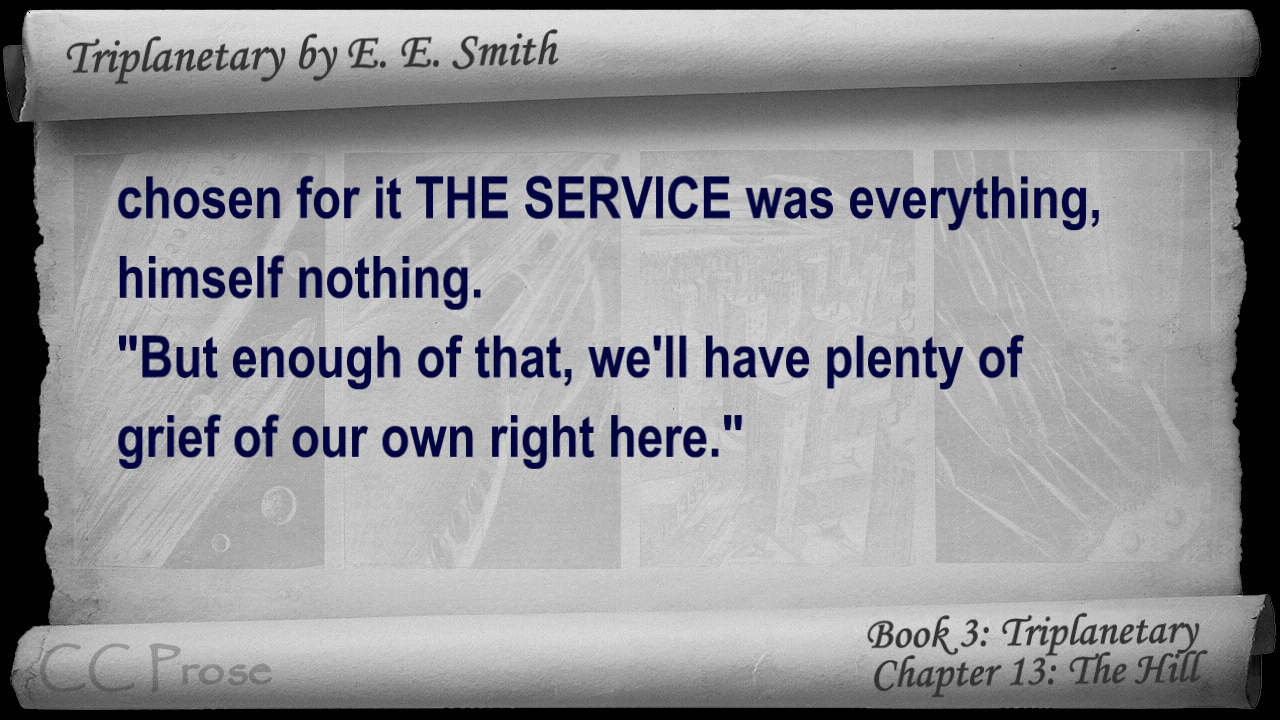 Triplanetary by E. E. Smith
chosen for it THE SERVICE was everything,
himself nothing.
"But enough of that, we'll have plenty of
grief of our own right here."
Book 3: Triplanetary
Chapter 13: The Hill
CC Prose